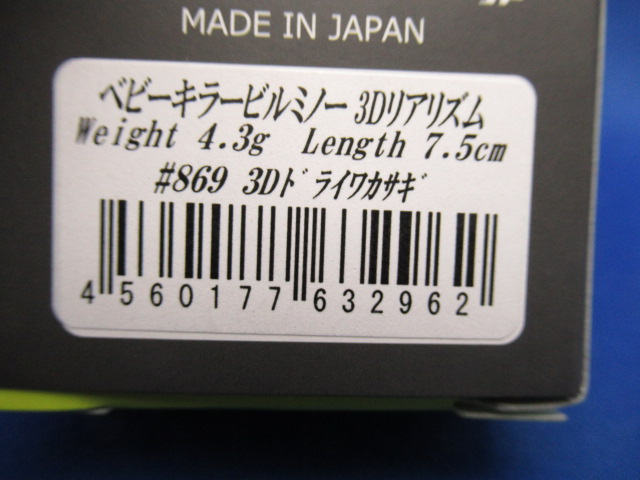 MADE IN JAPAN
ベビーキラービルミノー 3Dリアリズム
Weight 4.3g Length 7.5cm
#869 3Dﾄﾞﾗｲﾜｶｻｷﾞ
4 560177 632962